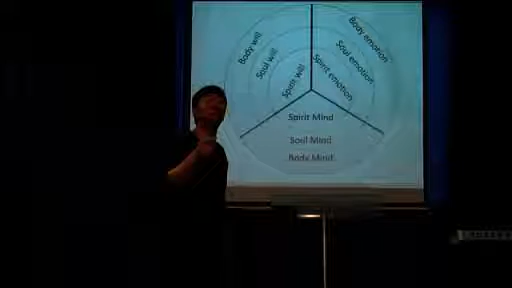 Body will
Soul will
Spirit will
Body emotion
Soul emotion
Spirit emotion
Spirit Mind
Soul Mind
Body Mind